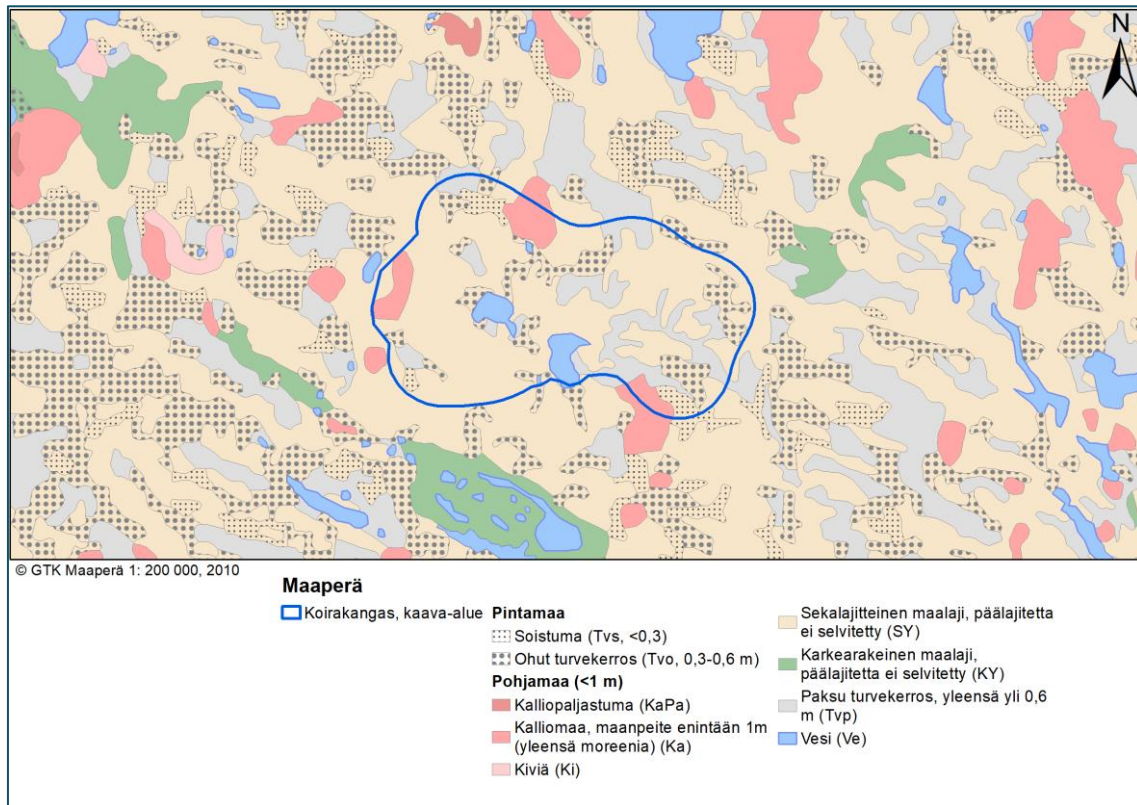 N
© GTK Maaperä 1: 200 000, 2010
Maaperä
Koirakangas, kaava-alue
Pintamaa
Soistuma (Tvs, <0,3)
Ohut turvekerros (Tvo, 0,3-0,6 m)
Pohjamaa (<1 m)
Kalliopaljastuma (KaPa)
Kalliomaa, maanpeite enintään 1m
(yleensä moreenia) (Ka)
Kiviä (Ki)
Sekalajitteinen maalaji, päälajitetta
ei selvitetty (SY)
Karkearakeinen maalaji,
päälajitetta ei selvitetty (KY)
Paksu turvekerros, yleensä yli 0,6
m (Tvp)
Vesi (Ve)